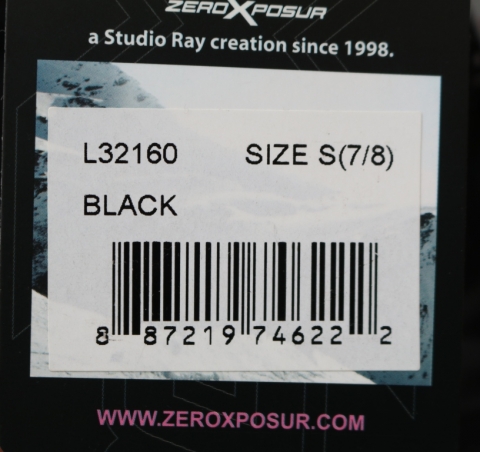 ZEROXPOSUR
a Studio Ray creation since 1998.
L32160 SIZE S(7/8)
BLACK
8 87219 74622 2
WWW.ZEROXPOSUR.COM